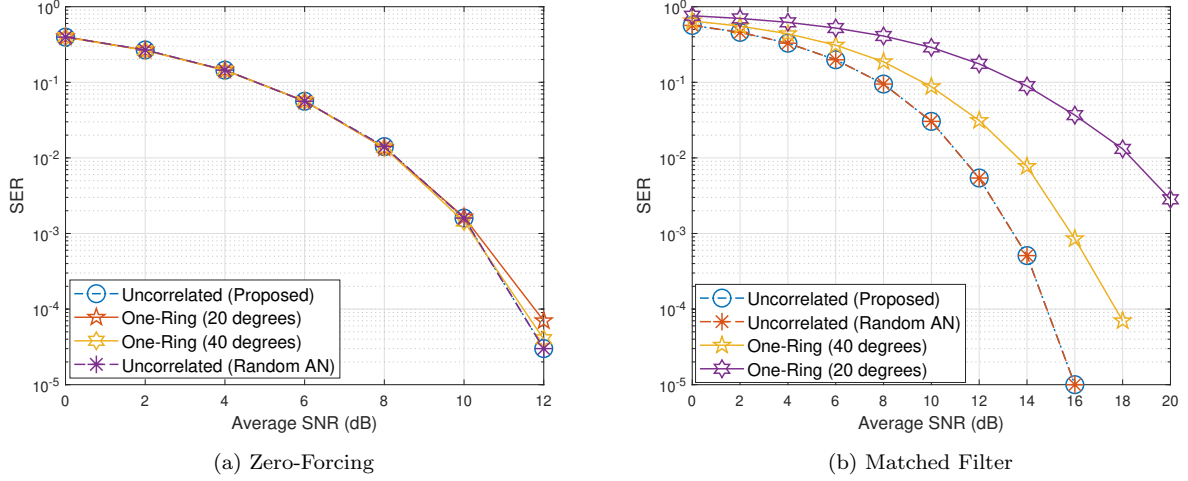 10^0
10^-1
10^-2
10^-3
10^-4
10^-5
SER
Uncorrelated (Proposed)
One-Ring (20 degrees)
One-Ring (40 degrees)
Uncorrelated (Random AN)
0 2 4 6 8 10 12
Average SNR (dB)
(a) Zero-Forcing
10^0
10^-1
10^-2
10^-3
10^-4
10^-5
SER
Uncorrelated (Proposed)
Uncorrelated (Random AN)
One-Ring (40 degrees)
One-Ring (20 degrees)
0 2 4 6 8 10 12 14 16 18 20
Average SNR (dB)
(b) Matched Filter